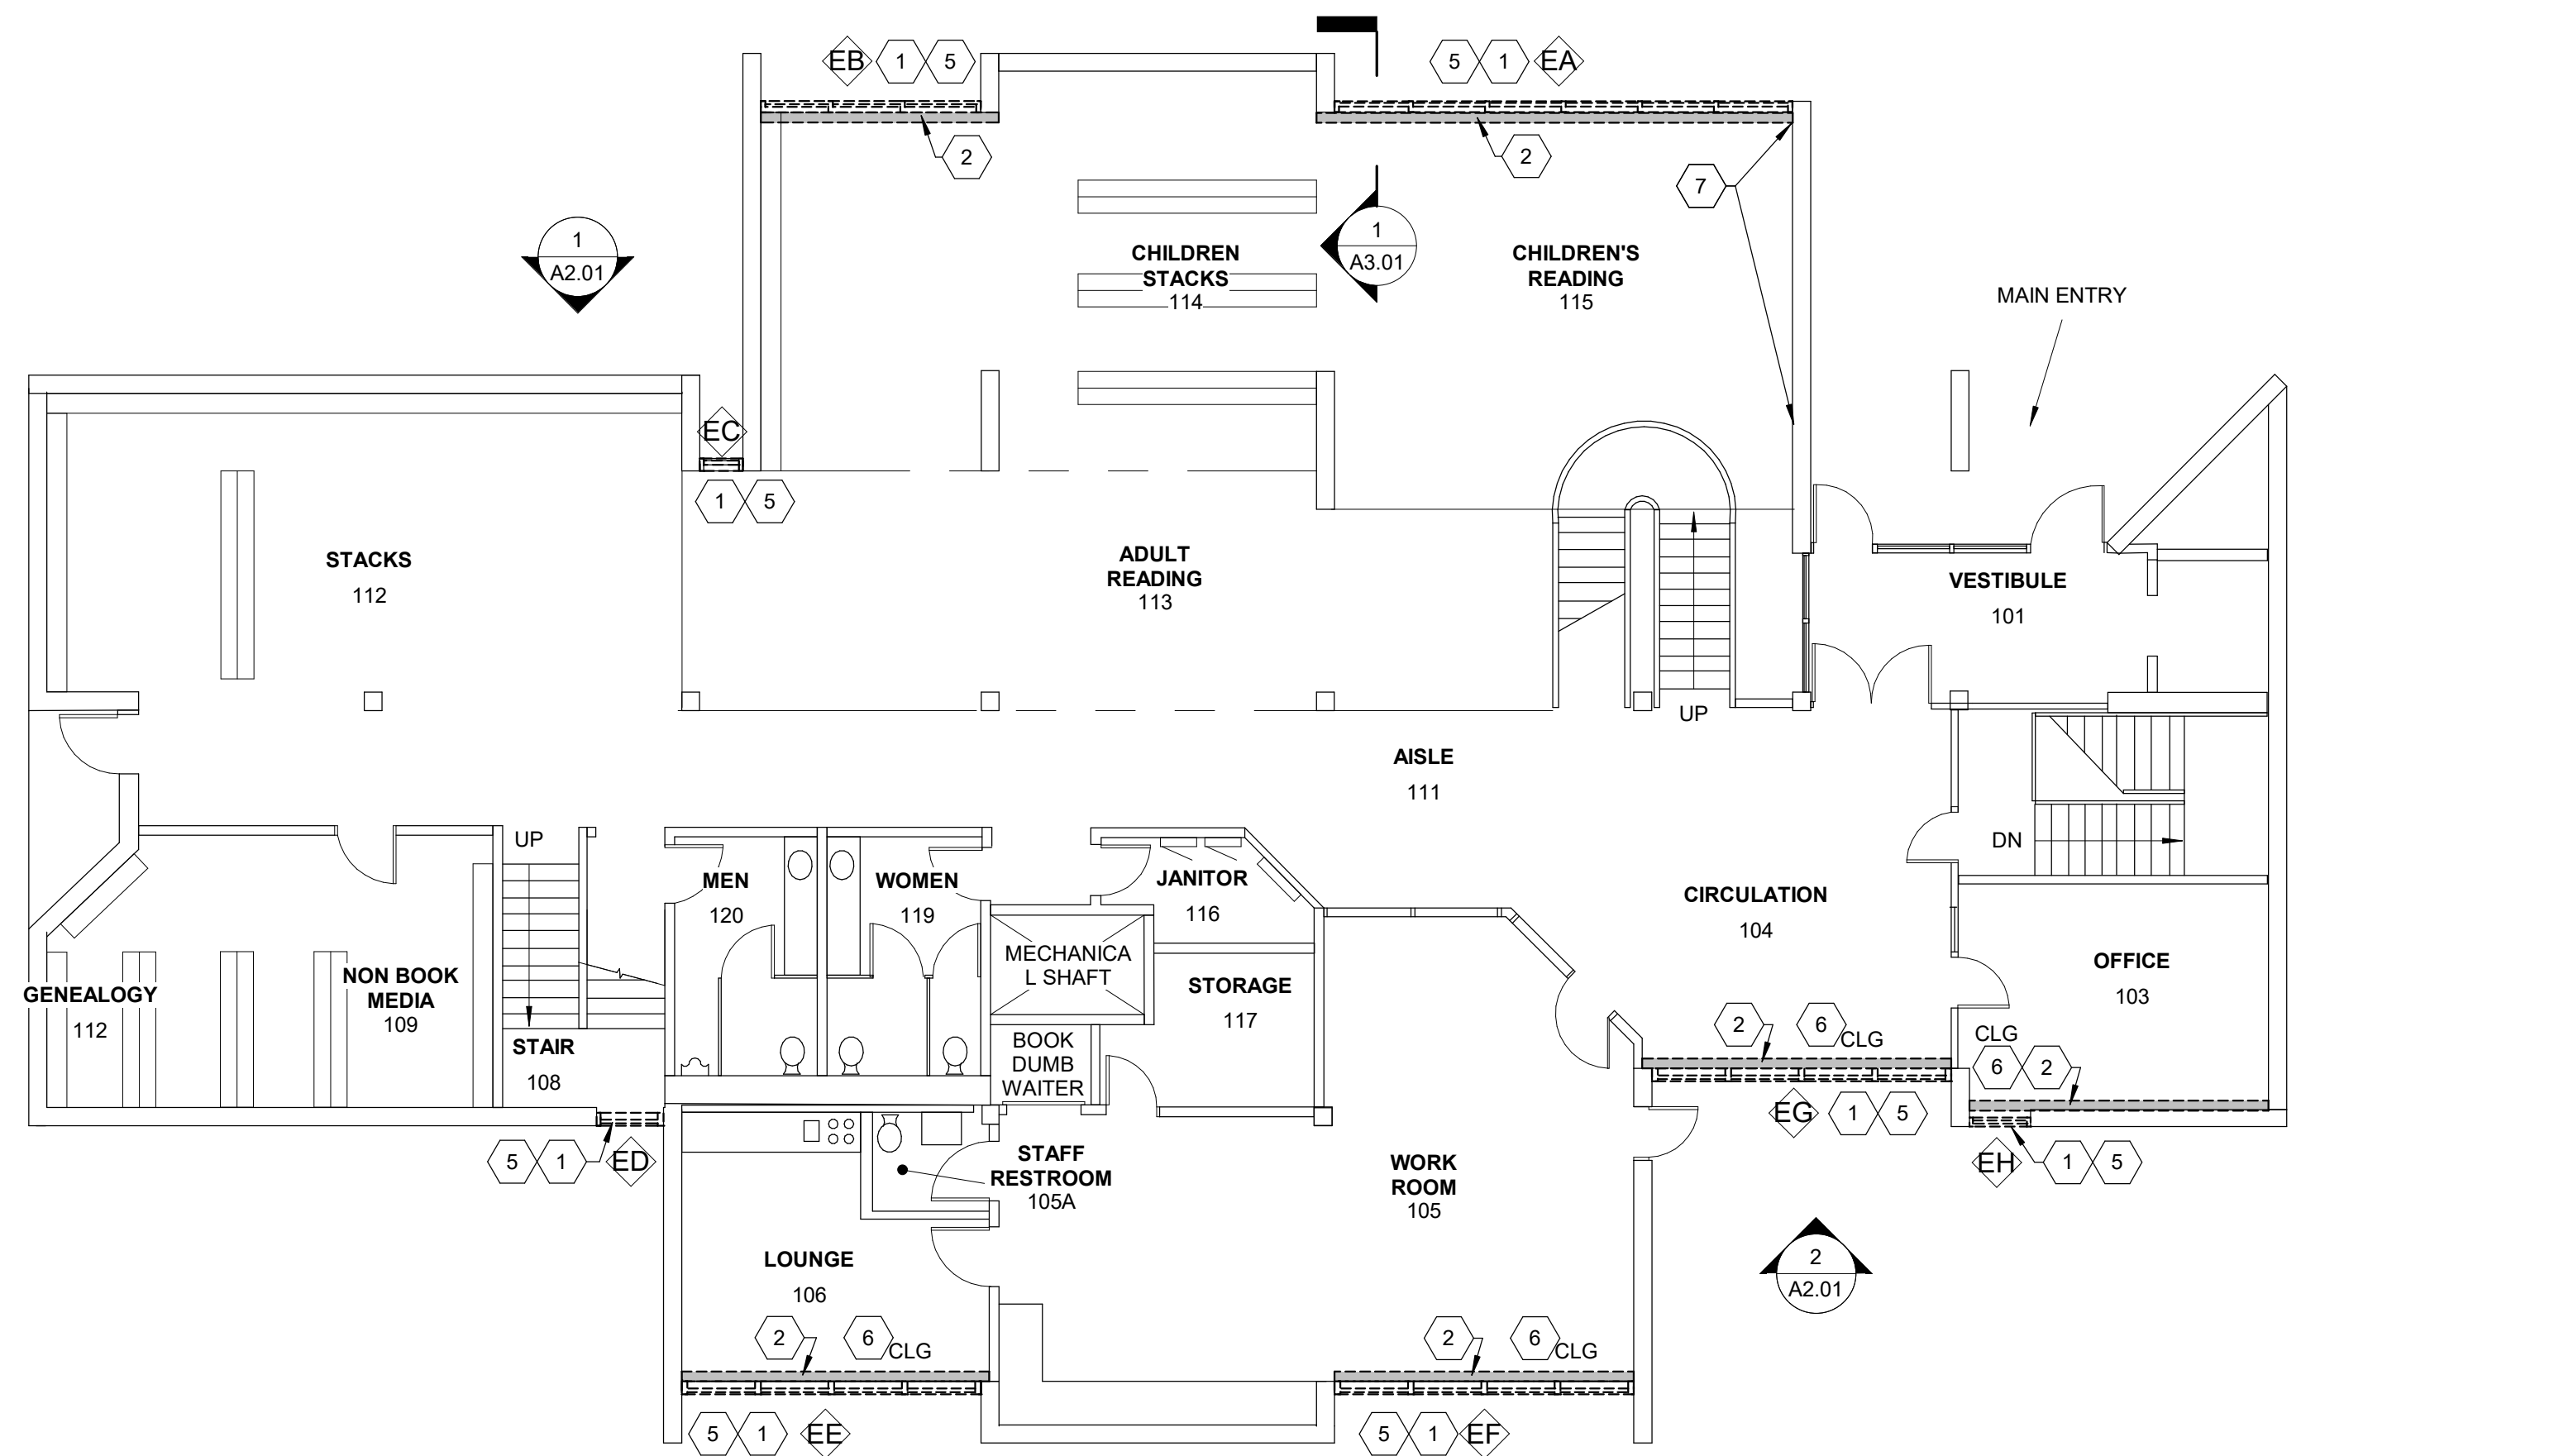 EB 1 5
5 1 EA
2
2
7
1
A2.01
CHILDREN
STACKS
114
1
A3.01
CHILDREN'S
READING
115
MAIN ENTRY
EC
1 5
STACKS
112
ADULT
READING
113
VESTIBULE
101
UP
AISLE
111
UP
DN
MEN
120
WOMEN
119
JANITOR
116
CIRCULATION
104
MECHANICA
L SHAFT
OFFICE
103
GENEALOGY
112
NON BOOK
MEDIA
109
STORAGE
117
2 6 CLG
CLG
6 2
STAIR
108
BOOK
DUMB
WAITER
EG 1 5
5 1 ED
STAFF
RESTROOM
105A
WORK
ROOM
105
EH 1 5
LOUNGE
106
2
A2.01
2 6 CLG
2 6 CLG
5 1 EE
5 1 EF